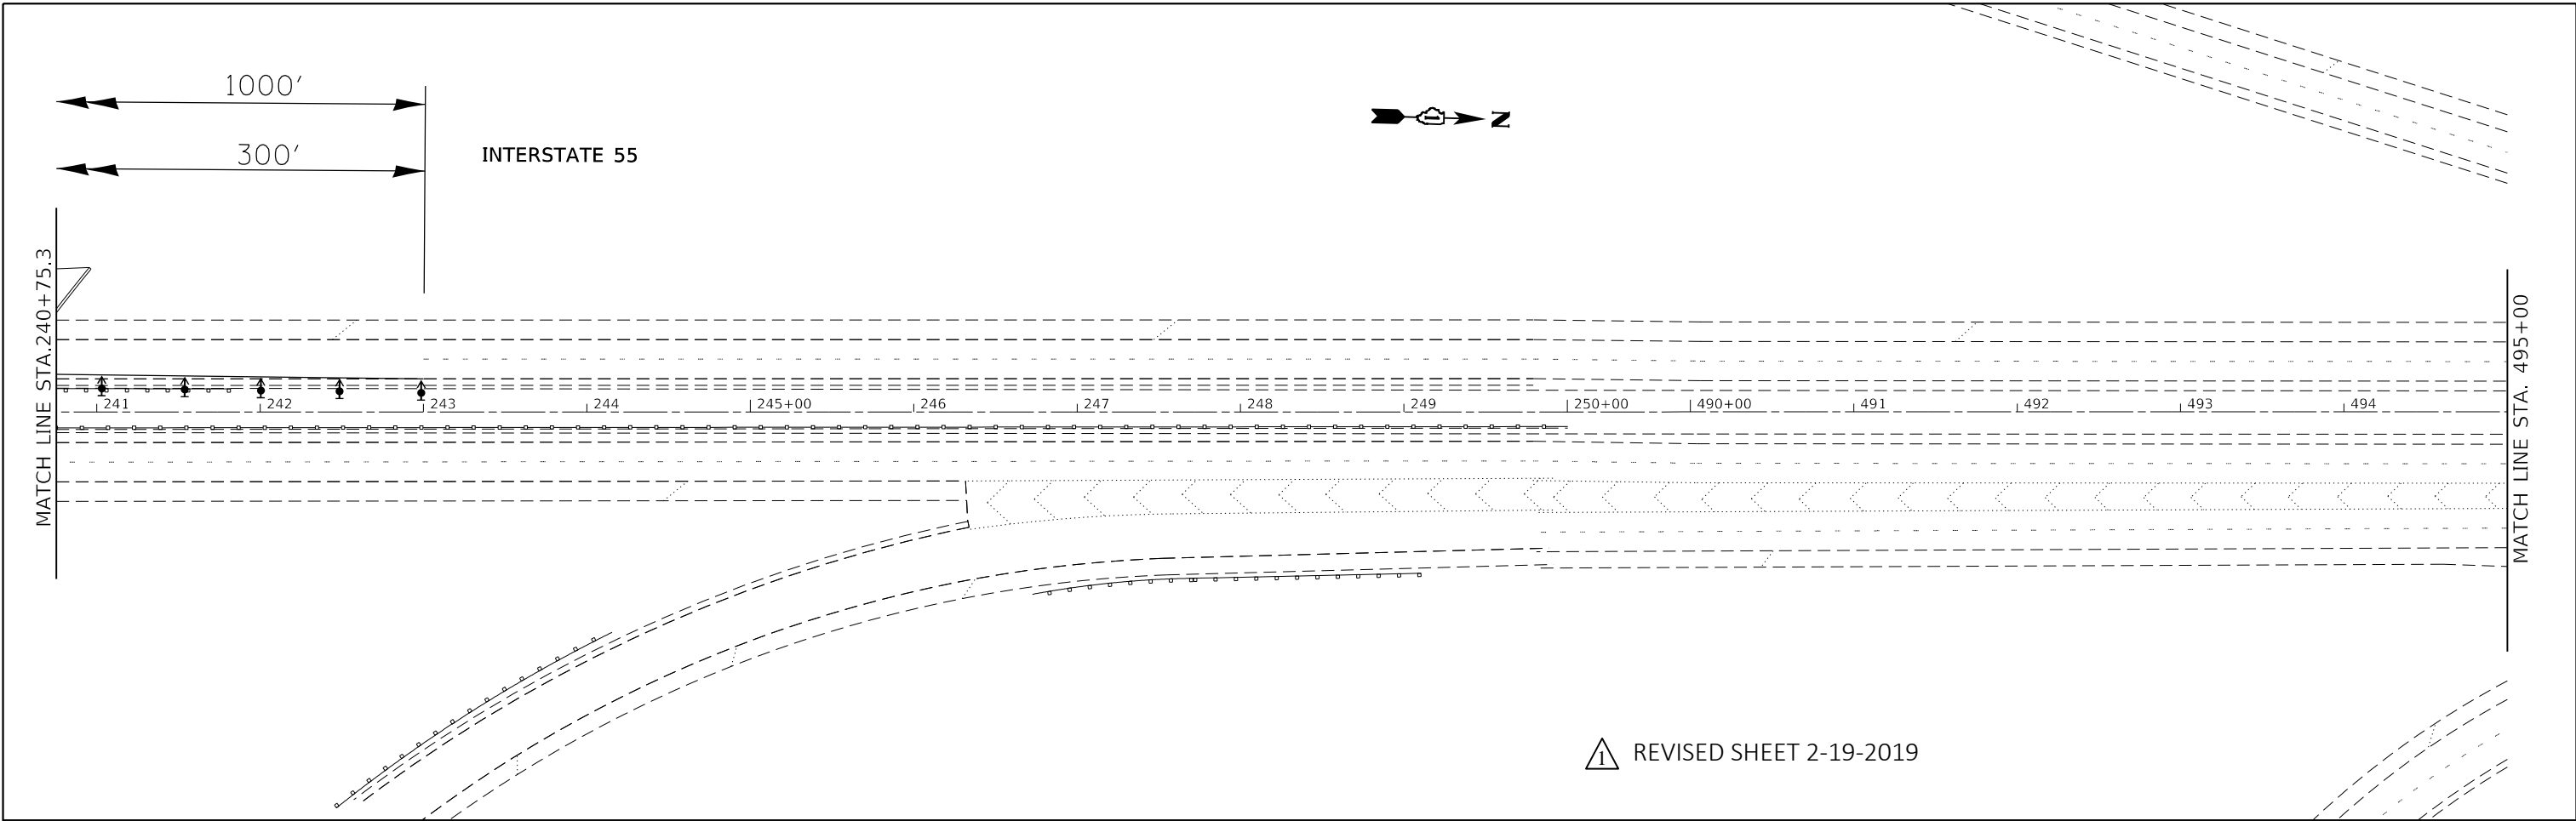 1000′
300′
INTERSTATE 55
N
MATCH LINE STA.240+75.3
241 242 243 244 245+00 246 247 248 249 250+00 490+00 491 492 493 494
MATCH LINE STA. 495+00
1 REVISED SHEET 2-19-2019